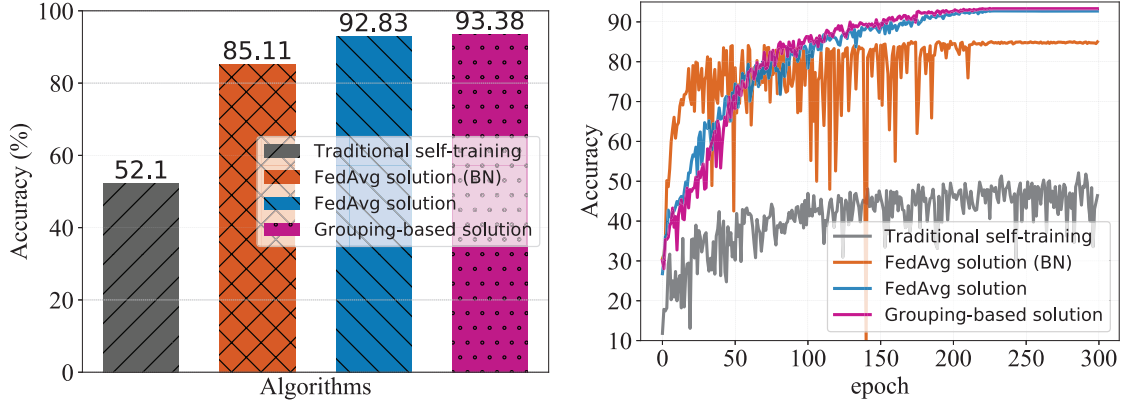 100
80
60
40
20
0
Accuracy (%)
52.1
85.11
92.83
93.38
Traditional self-training
FedAvg solution (BN)
FedAvg solution
Grouping-based solution
Algorithms
90
80
70
60
50
40
30
20
10
Accuracy
Traditional self-training
FedAvg solution (BN)
FedAvg solution
Grouping-based solution
0 50 100 150 200 250 300
epoch